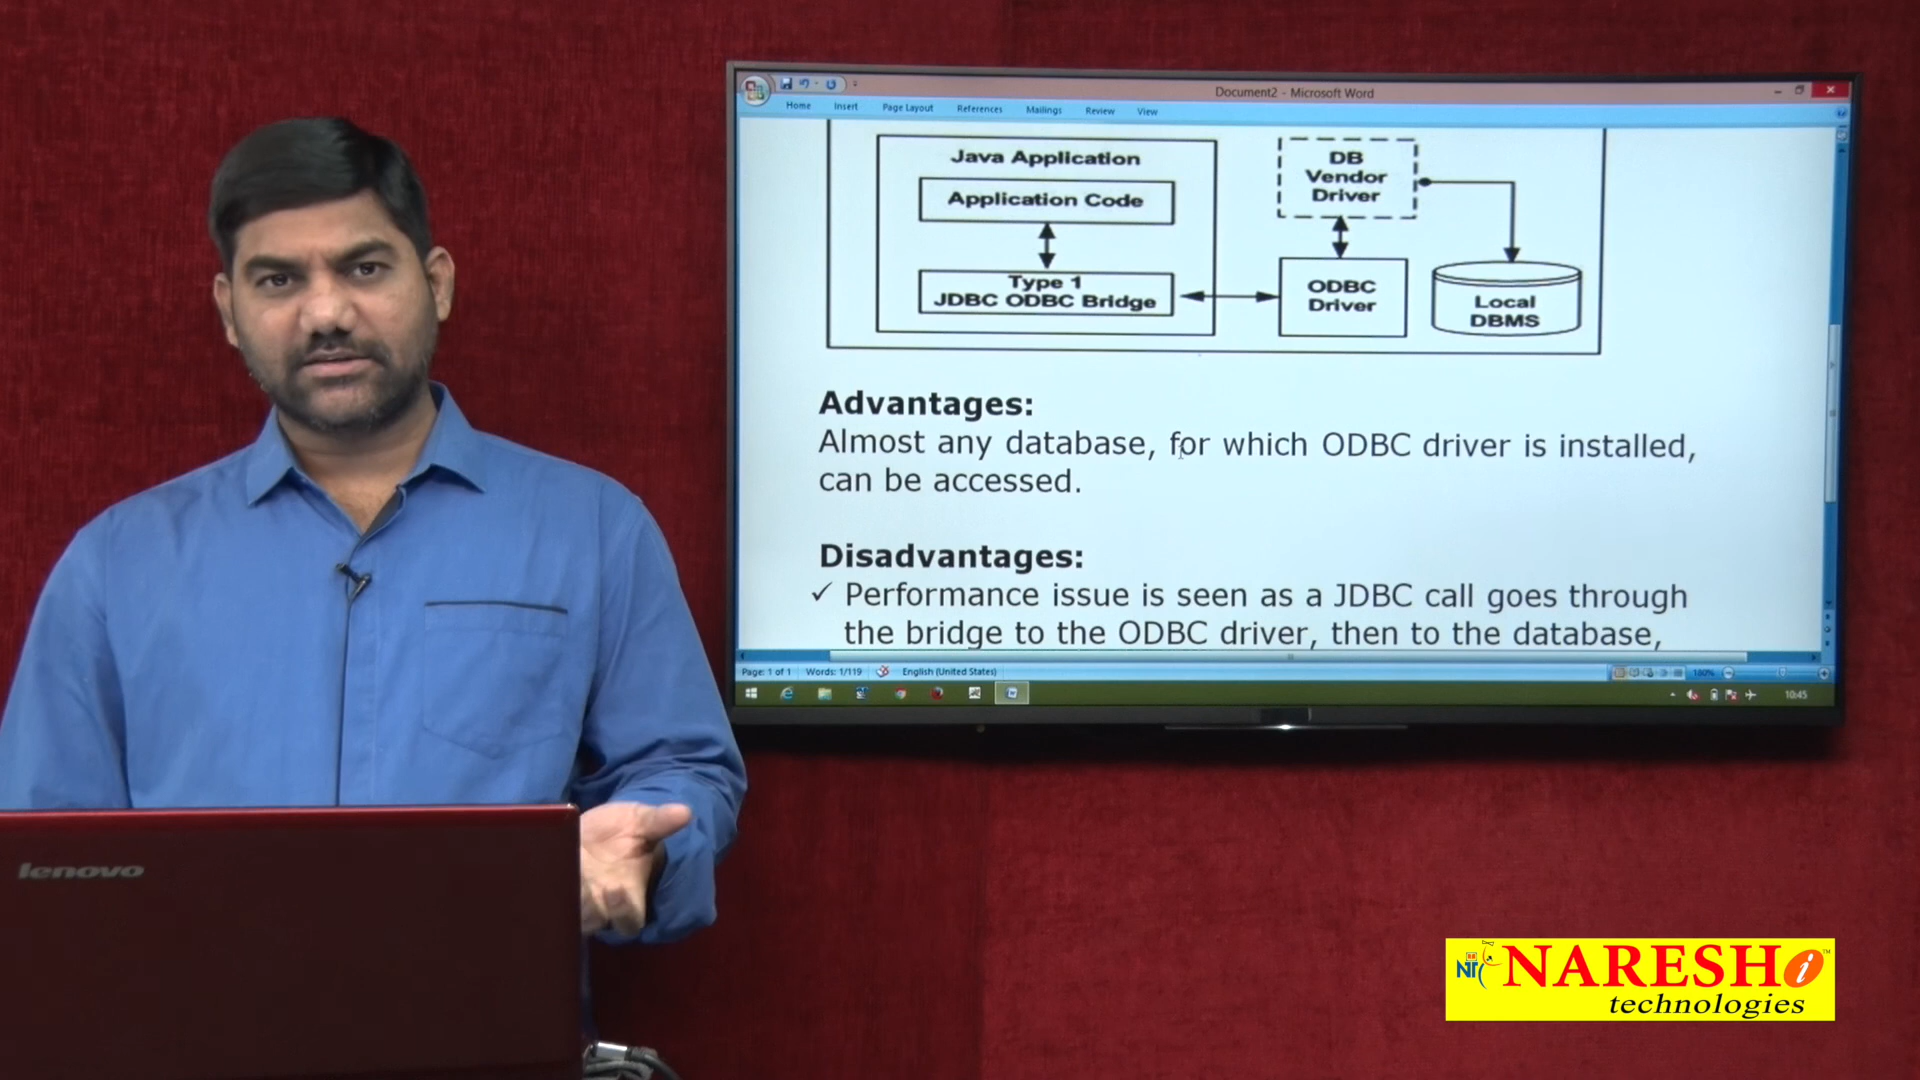 Document2 - Microsoft Word
Home Insert Page Layout References Mailings Review View
Java Application
Application Code
Type 1
JDBC ODBC Bridge
DB
Vendor
Driver
ODBC
Driver
Local
DBMS
Advantages:
Almost any database, for which ODBC driver is installed,
can be accessed.
Disadvantages:
✓ Performance issue is seen as a JDBC call goes through
the bridge to the ODBC driver, then to the database,
Page: 1 of 1 Words: 1/119 English (United States) 100%
10:45
lenovo
NARESH i ™
technologies